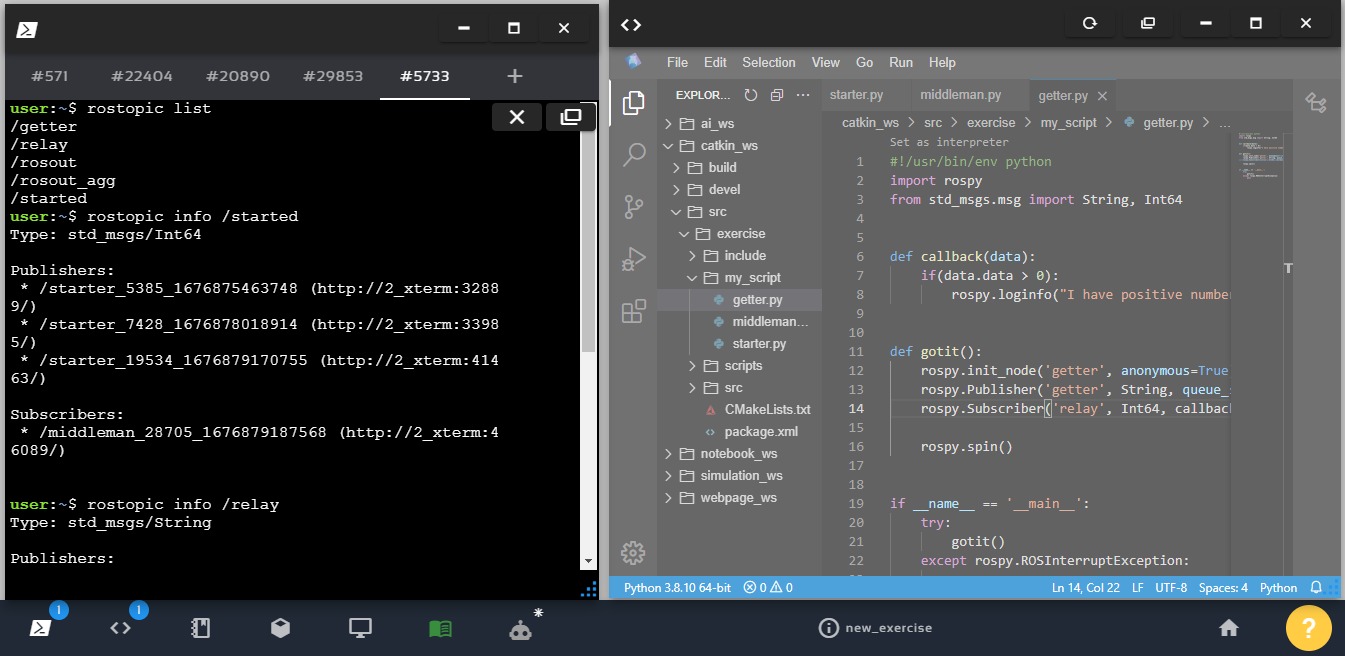 #571 #22404 #20890 #29853 #5733 +
user:~$ rostopic list
/getter
/relay
/rosout
/rosout_agg
/started
user:~$ rostopic info /started
Type: std_msgs/Int64
Publishers:
* /starter_5385_1676875463748 (http://2_xterm:3288
9/)
* /starter_7428_1676878018914 (http://2_xterm:3398
5/)
* /starter_19534_1676879170755 (http://2_xterm:414
63/)
Subscribers:
* /middleman_28705_1676879187568 (http://2_xterm:4
6089/)
user:~$ rostopic info /relay
Type: std_msgs/String
Publishers:
File Edit Selection View Go Run Help
EXPLOR... ...
ai_ws
catkin_ws
build
devel
src
exercise
include
my_script
getter.py
middleman...
starter.py
scripts
src
CMakeLists.txt
package.xml
notebook_ws
simulation_ws
webpage_ws
starter.py middleman.py getter.py
catkin_ws > src > exercise > my_script > getter.py > ...
Set as interpreter
1 #!/usr/bin/env python
2 import rospy
3 from std_msgs.msg import String, Int64
4
5
6 def callback(data):
7 if(data.data > 0):
8 rospy.loginfo("I have positive numbe
9
10
11 def gotit():
12 rospy.init_node('getter', anonymous=True
13 rospy.Publisher('getter', String, queue_
14 rospy.Subscriber('relay', Int64, callbac
15
16 rospy.spin()
17
18
19 if __name__ == '__main__':
20 try:
21 gotit()
22 except rospy.ROSInterruptException:
Python 3.8.10 64-bit 0 0 Ln 14, Col 22 LF UTF-8 Spaces: 4 Python
new_exercise ?